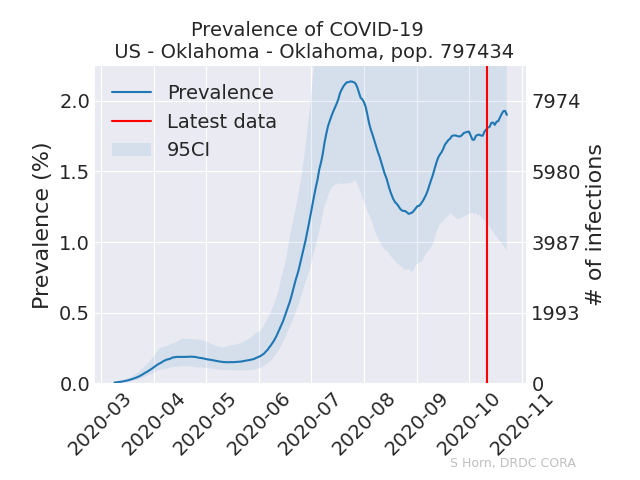 Prevalence of COVID-19
US - Oklahoma - Oklahoma, pop. 797434
Prevalence
Latest data
95CI
Prevalence (%)
2.0
1.5
1.0
0.5
0.0
7974
5980
3987
1993
0
# of infections
2020-03
2020-04
2020-05
2020-06
2020-07
2020-08
2020-09
2020-10
2020-11
S Horn, DRDC CORA